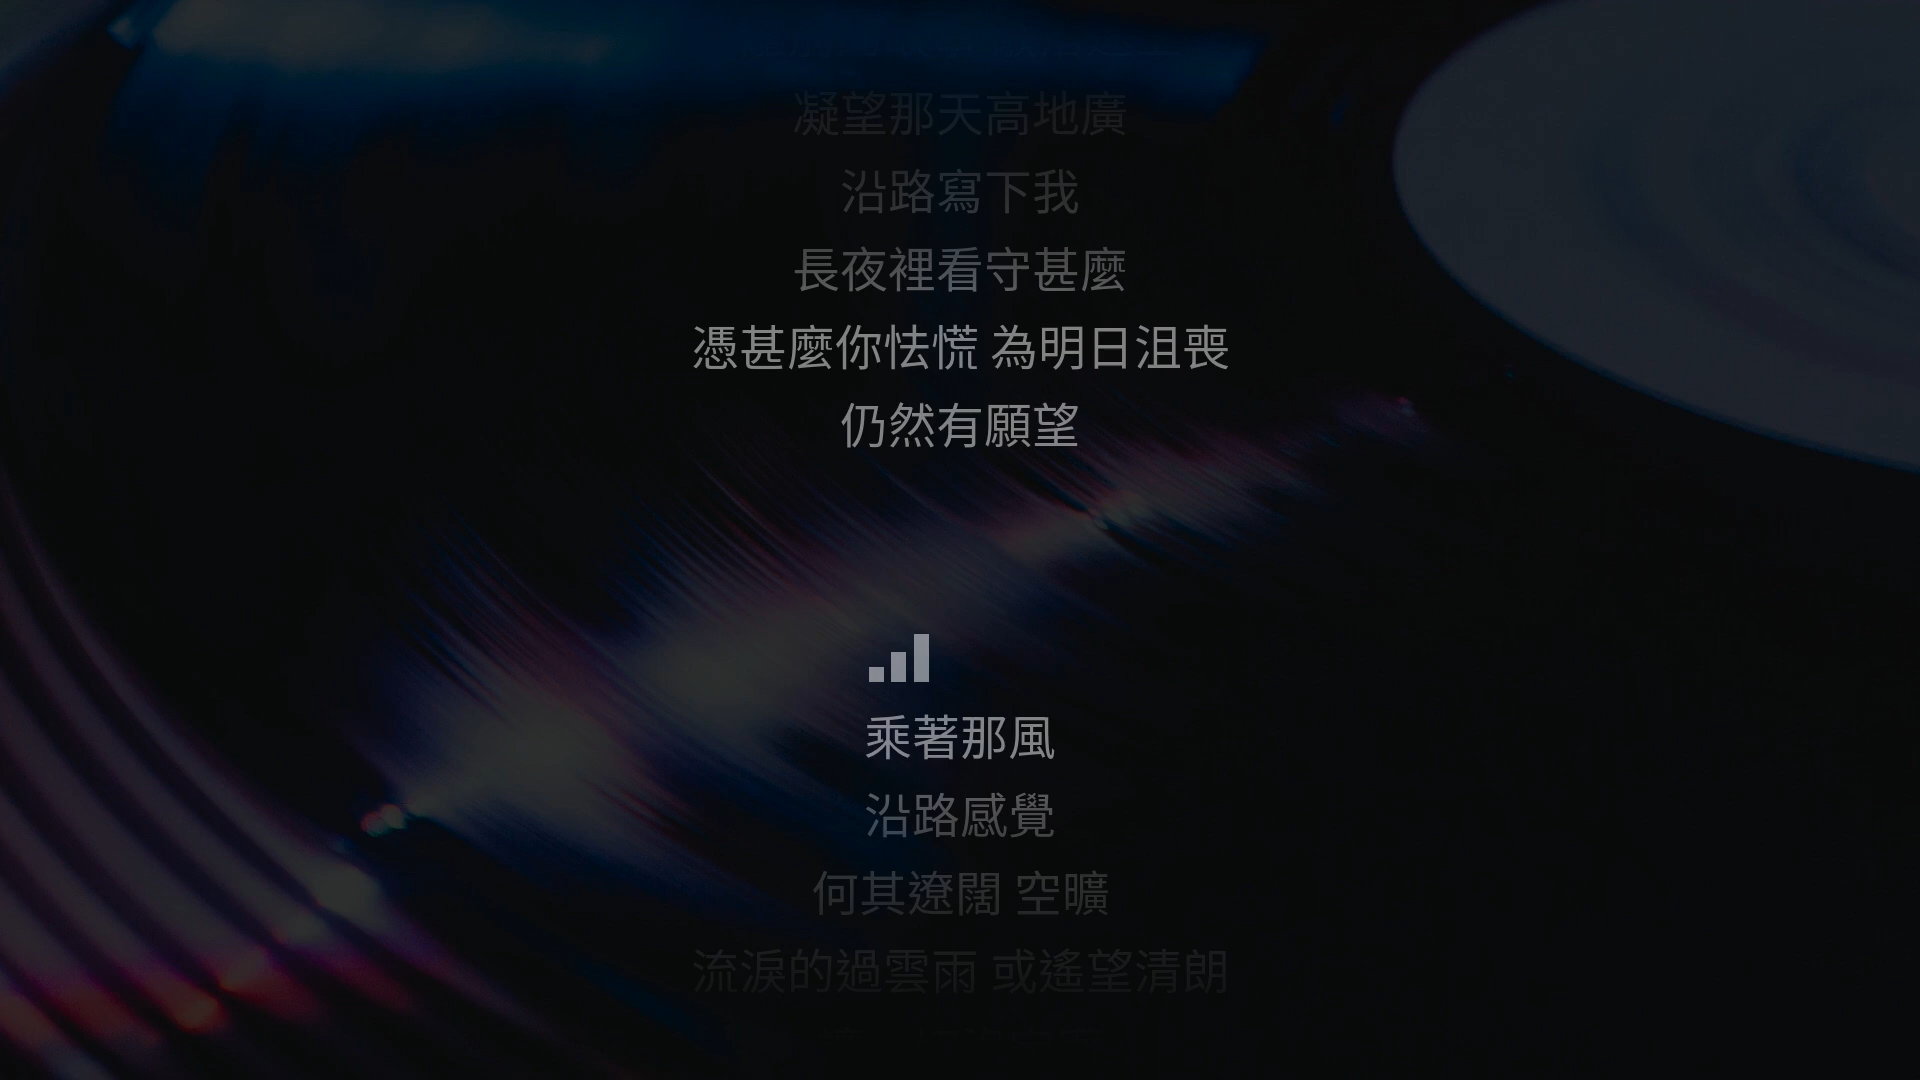 凝望那天高地廣
沿路寫下我
長夜裡看守甚麼
憑甚麼你怯慌 為明日沮喪
仍然有願望
乘著那風
沿路感覺
何其遼闊 空曠
流淚的過雲雨 或遙望清朗